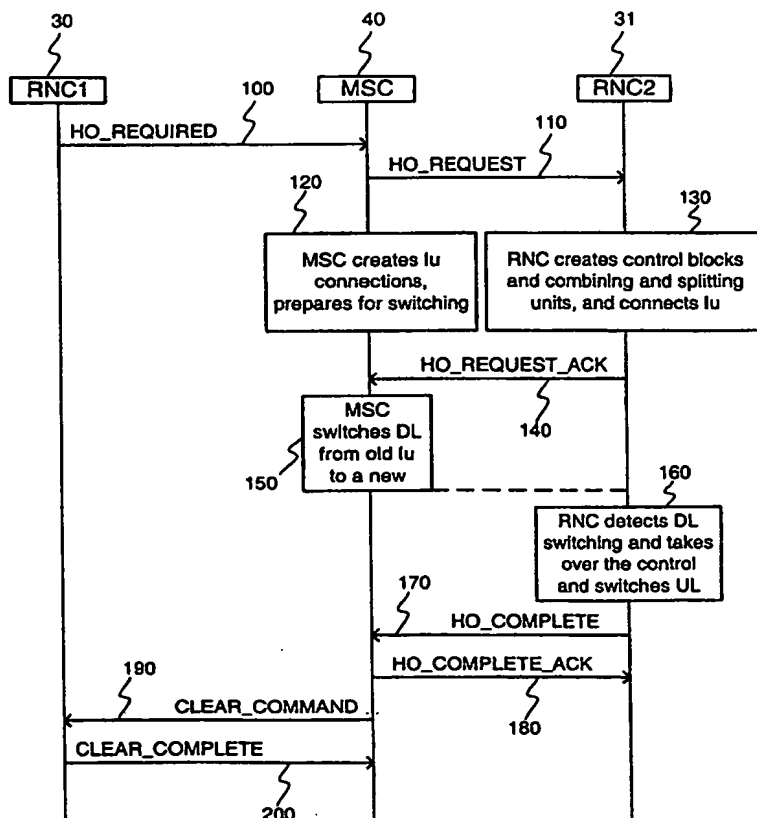 30
40
31
RNC1
MSC
RNC2
100
HO_REQUIRED
110
HO_REQUEST
120
130
MSC creates Iu
connections,
prepares for switching
RNC creates control blocks
and combining and splitting
units, and connects Iu
HO_REQUEST_ACK
140
MSC
switches DL
from old Iu
to a new
150
160
RNC detects DL
switching and takes
over the control
and switches UL
170
HO_COMPLETE
HO_COMPLETE_ACK
180
190
CLEAR_COMMAND
CLEAR_COMPLETE
200